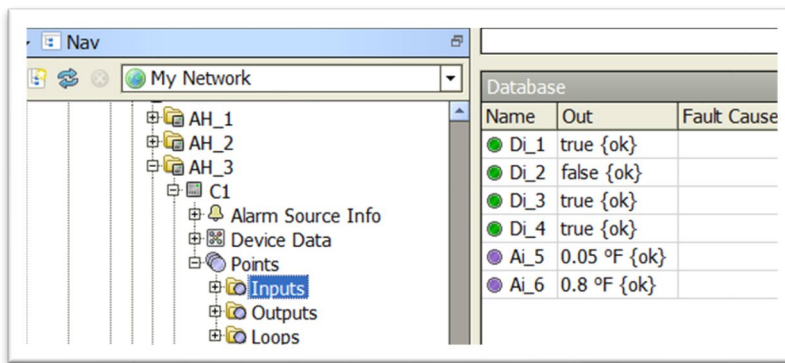 Nav
My Network
AH_1
AH_2
AH_3
C1
Alarm Source Info
Device Data
Points
Inputs
Outputs
Loops
Database
Name Out Fault Cause
Di_1 true {ok}
Di_2 false {ok}
Di_3 true {ok}
Di_4 true {ok}
Ai_5 0.05 ºF {ok}
Ai_6 0.8 ºF {ok}